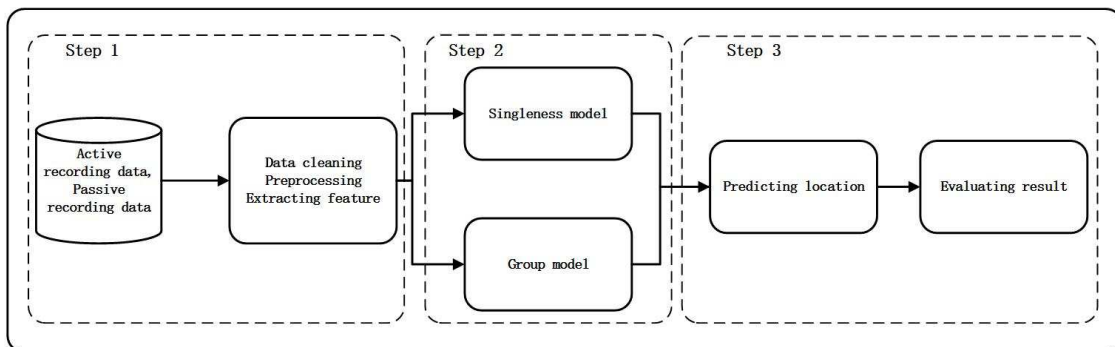 Step 1
Active
recording data,
Passive
recording data
Data cleaning
Preprocessing
Extracting feature
Step 2
Singleness model
Group model
Step 3
Predicting location
Evaluating result